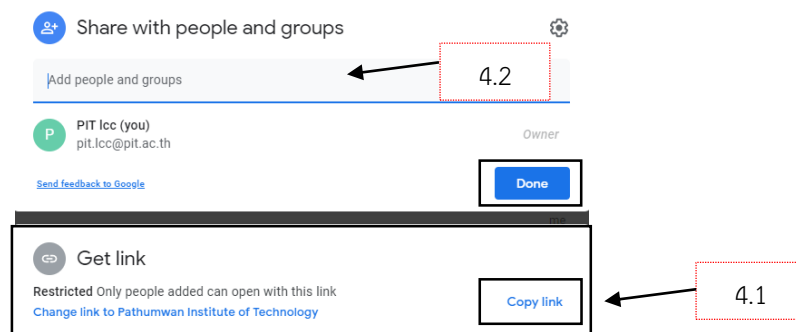 Share with people and groups
Add people and groups
4.2
P
PIT lcc (you)
Owner
pit.lcc@pit.ac.th
Send feedback to Google
Done
me
Get link
Restricted Only people added can open with this link
Copy link
4.1
Change link to Pathumwan Institute of Technology